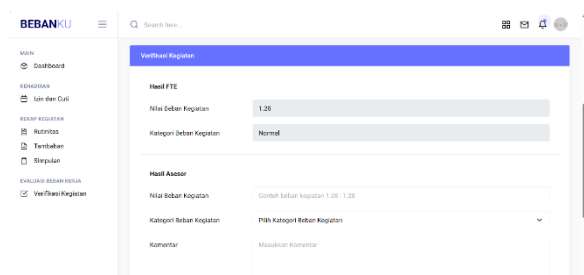 BEBANKU
Search here...
MAIN
Dashboard
KEHADIRAN
Izin dan Cuti
REKAP KEGIATAN
Rutinitas
Tambahan
Simpulan
EVALUASI BEBAN KERJA
Verifikasi Kegiatan
Verifikasi Kegiatan
Hasil FTE
Nilai Beban Kegiatan
1.28
Kategori Beban Kegiatan
Normal
Hasil Asesor
Nilai Beban Kegiatan
Contoh beban kegiatan 1.28 : 1.28
Kategori Beban Kegiatan
Pilih Kategori Beban Kegiatan
Komentar
Masukkan Komentar